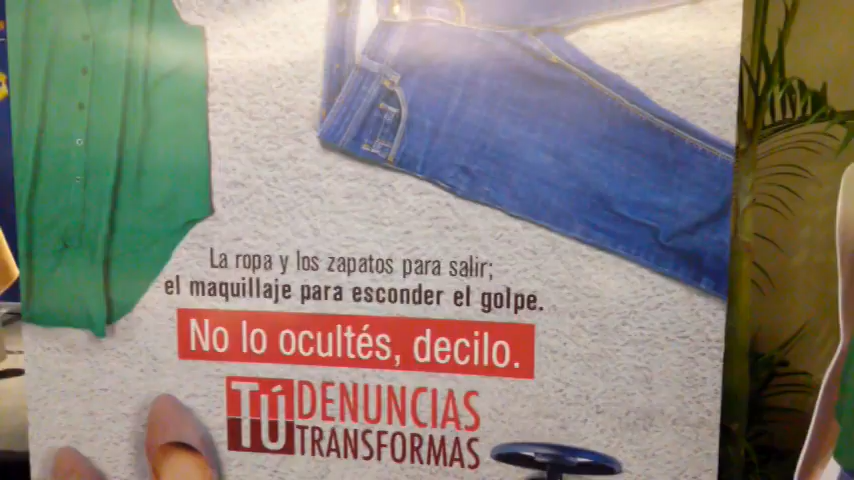 La ropa y los zapatos para salir;
el maquillaje para esconder el golpe.
No lo ocultés, decilo.
TÚ DENUNCIAS
TRANSFORMAS